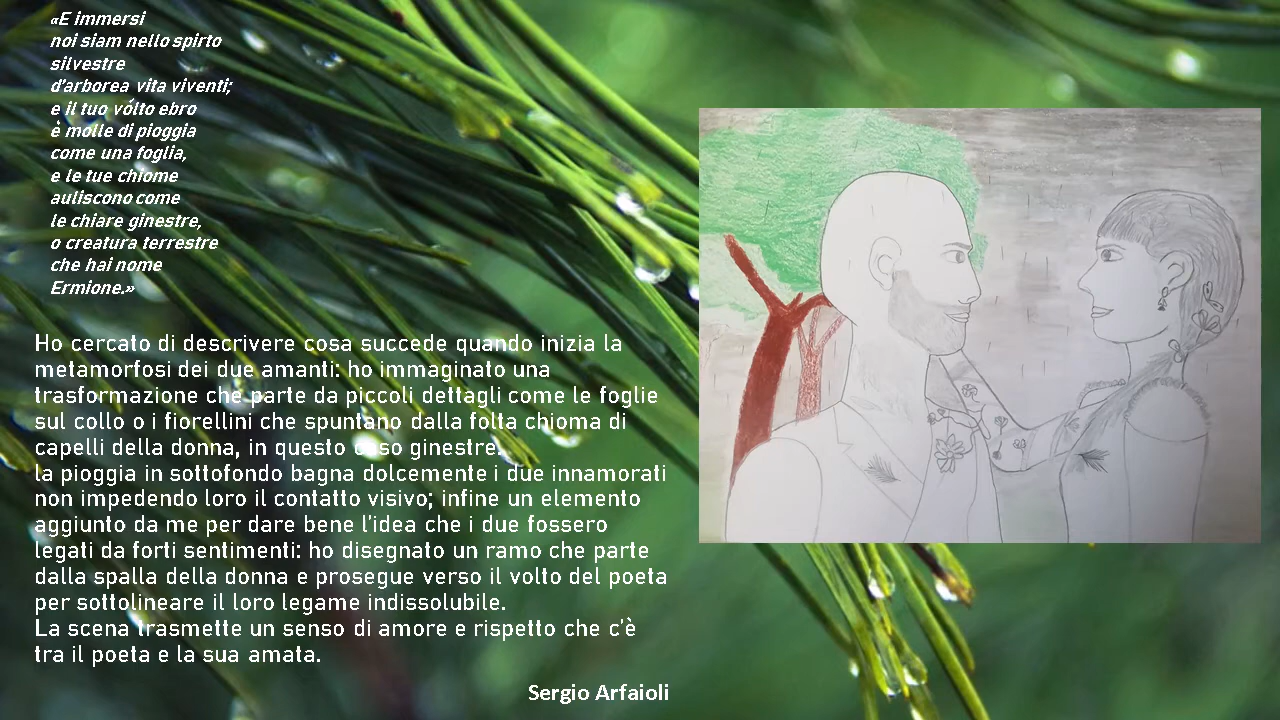 «E immersi
noi siam nello spirto
silvestre
d'arborea vita viventi;
e il tuo vólto ebro
è molle di pioggia
come una foglia,
e le tue chiome
auliscono come
le chiare ginestre,
o creatura terrestre
che hai nome
Ermione.»
Ho cercato di descrivere cosa succede quando inizia la
metamorfosi dei due amanti: ho immaginato una
trasformazione che parte da piccoli dettagli come le foglie
sul collo o i fiorellini che spuntano dalla folta chioma di
capelli della donna, in questo caso ginestre.
la pioggia in sottofondo bagna dolcemente i due innamorati
non impedendo loro il contatto visivo; infine un elemento
aggiunto da me per dare bene l'idea che i due fossero
legati da forti sentimenti: ho disegnato un ramo che parte
dalla spalla della donna e prosegue verso il volto del poeta
per sottolineare il loro legame indissolubile.
La scena trasmette un senso di amore e rispetto che c'è
tra il poeta e la sua amata.
Sergio Arfaioli